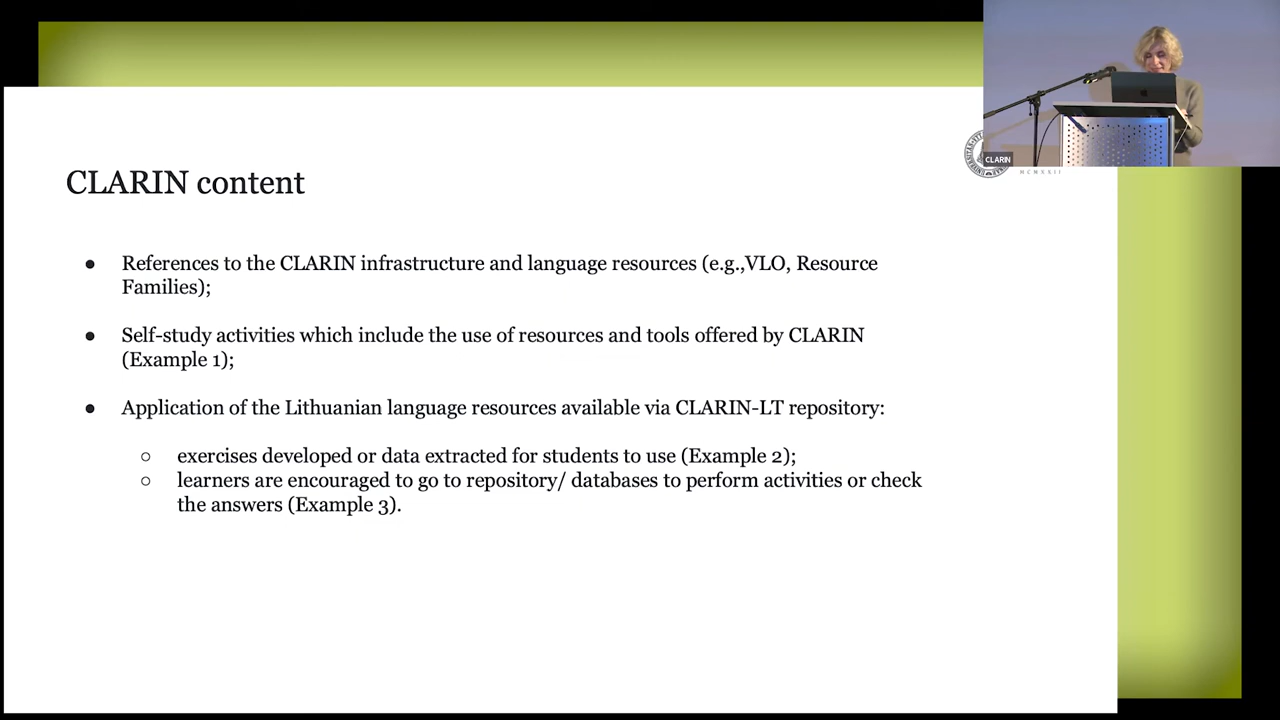 CLARIN
MCMXXII
CLARIN content
● References to the CLARIN infrastructure and language resources (e.g.,VLO, Resource
Families);
● Self-study activities which include the use of resources and tools offered by CLARIN
(Example 1);
● Application of the Lithuanian language resources available via CLARIN-LT repository:
○ exercises developed or data extracted for students to use (Example 2);
○ learners are encouraged to go to repository/ databases to perform activities or check
the answers (Example 3).